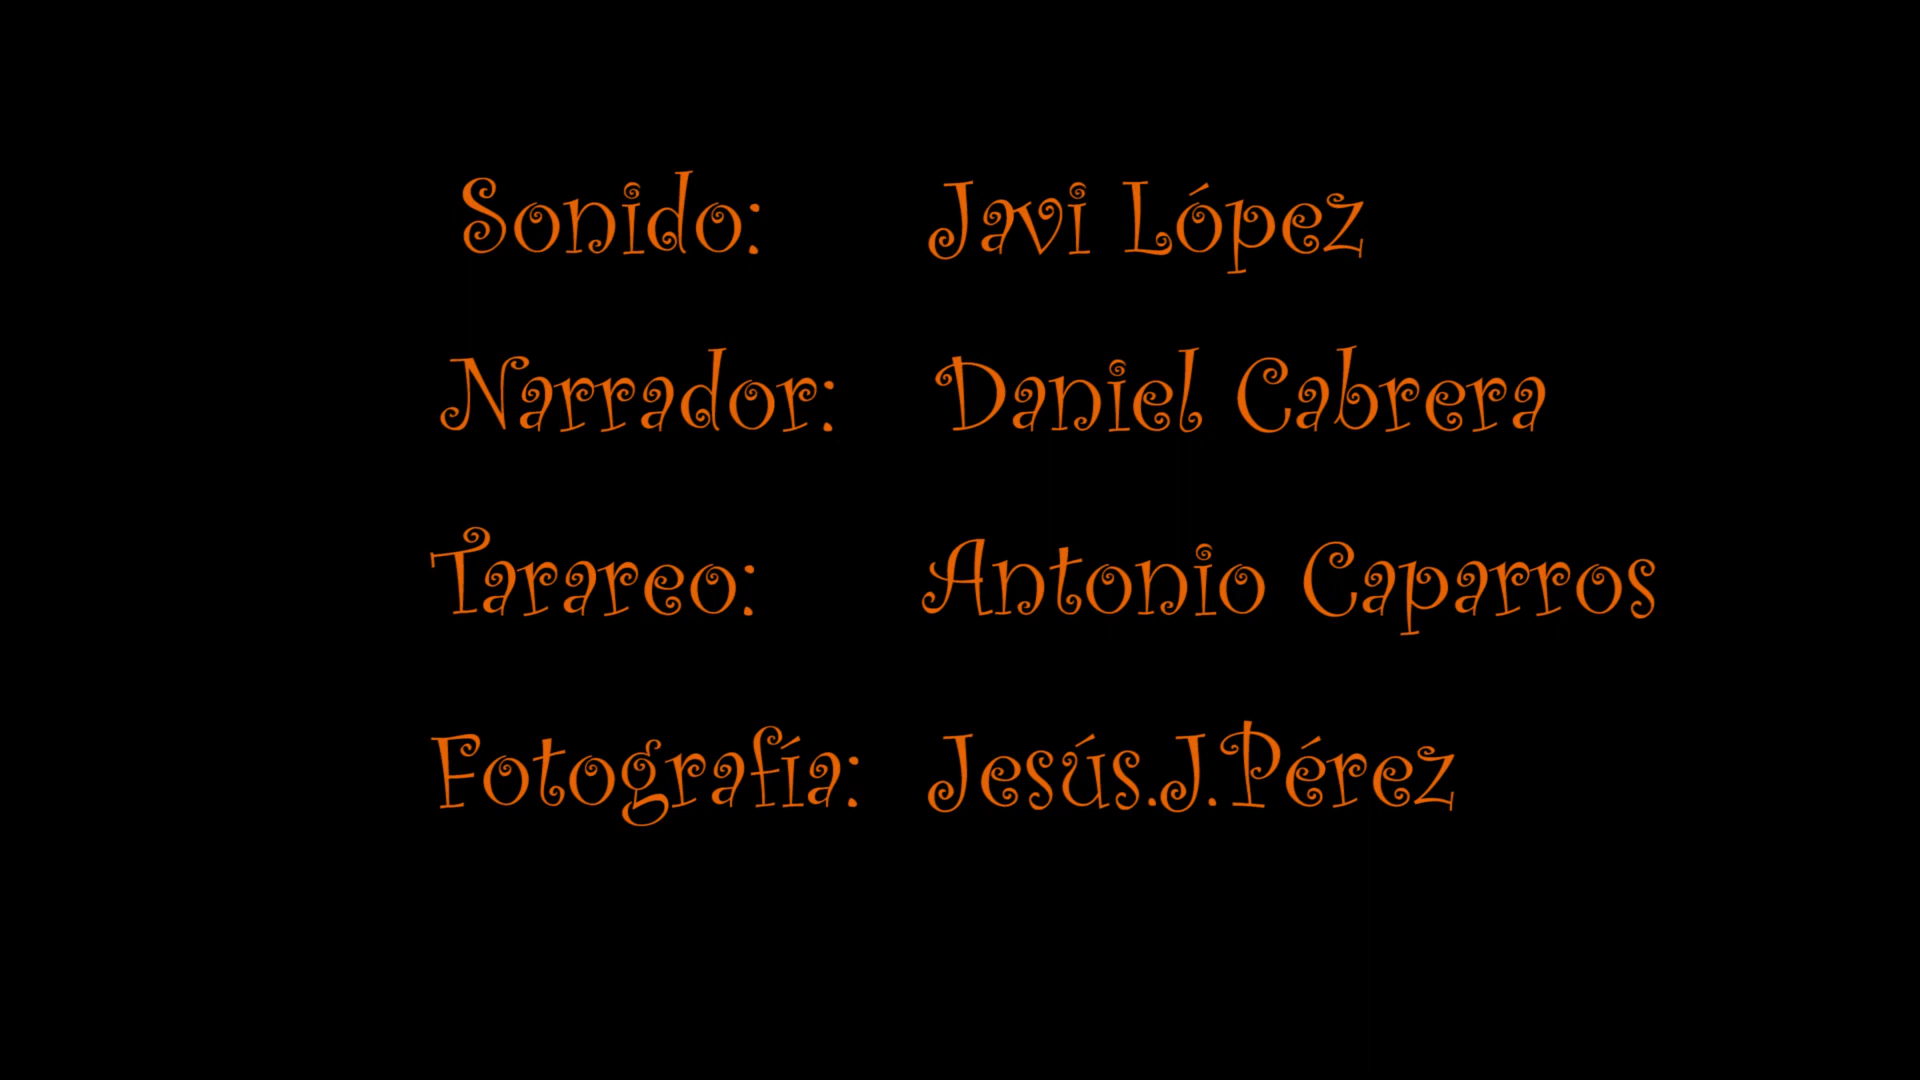 Sonido: Javi López
Narrador: Daniel Cabrera
Tarareo: Antonio Caparros
Fotografía: Jesús.J.Pérez